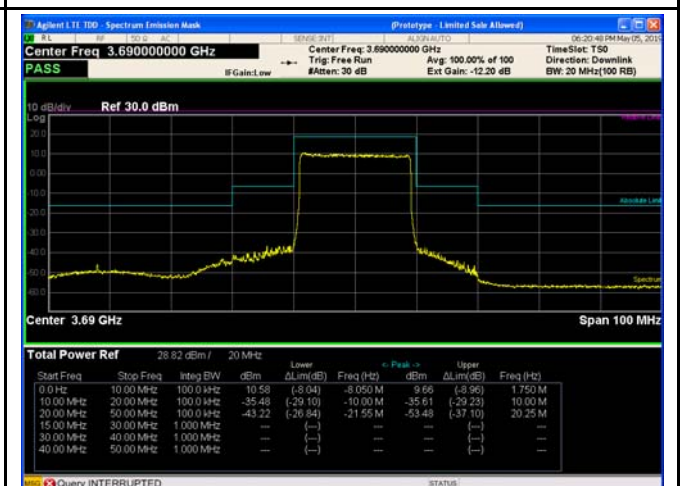 Agilent LTE TDD - Spectrum Emission Mask (Prototype - Limited Sale Allowed)
RL RF 50 Ω AC SENSE:INT ALIGN AUTO 06:20:48 PM May 05, 2019
Center Freq 3.690000000 GHz Center Freq: 3.690000000 GHz TimeSlot: TS0
Trig: Free Run Avg: 100.00% of 100 Direction: Downlink
PASS IFGain:Low #Atten: 30 dB Ext Gain: -12.20 dB BW: 20 MHz(100 RB)
10 dB/div Ref 30.0 dBm
Log
20.0
10.0
0.00
-10.0
Absolute Limit
-20.0
-30.0
-40.0
-50.0
Spectrum
-60.0
Center 3.69 GHz Span 100 MHz
Total Power Ref 28.82 dBm / 20 MHz
Lower <- Peak -> Upper
Start Freq Stop Freq Integ BW dBm ΔLim(dB) Freq (Hz) dBm ΔLim(dB) Freq (Hz)
0.0 Hz 10.00 MHz 100.0 kHz 10.58 (-8.04) -8.050 M 9.66 (-8.96) 1.750 M
10.00 MHz 20.00 MHz 100.0 kHz -35.48 (-29.10) -10.00 M -35.61 (-29.23) 10.00 M
20.00 MHz 50.00 MHz 100.0 kHz -43.22 (-26.84) -21.55 M -53.48 (-37.10) 20.25 M
15.00 MHz 30.00 MHz 1.000 MHz --- (---) --- (---)
30.00 MHz 40.00 MHz 1.000 MHz --- (---) --- (---)
40.00 MHz 50.00 MHz 1.000 MHz --- (---) --- (---)
MSG Query INTERRUPTED STATUS